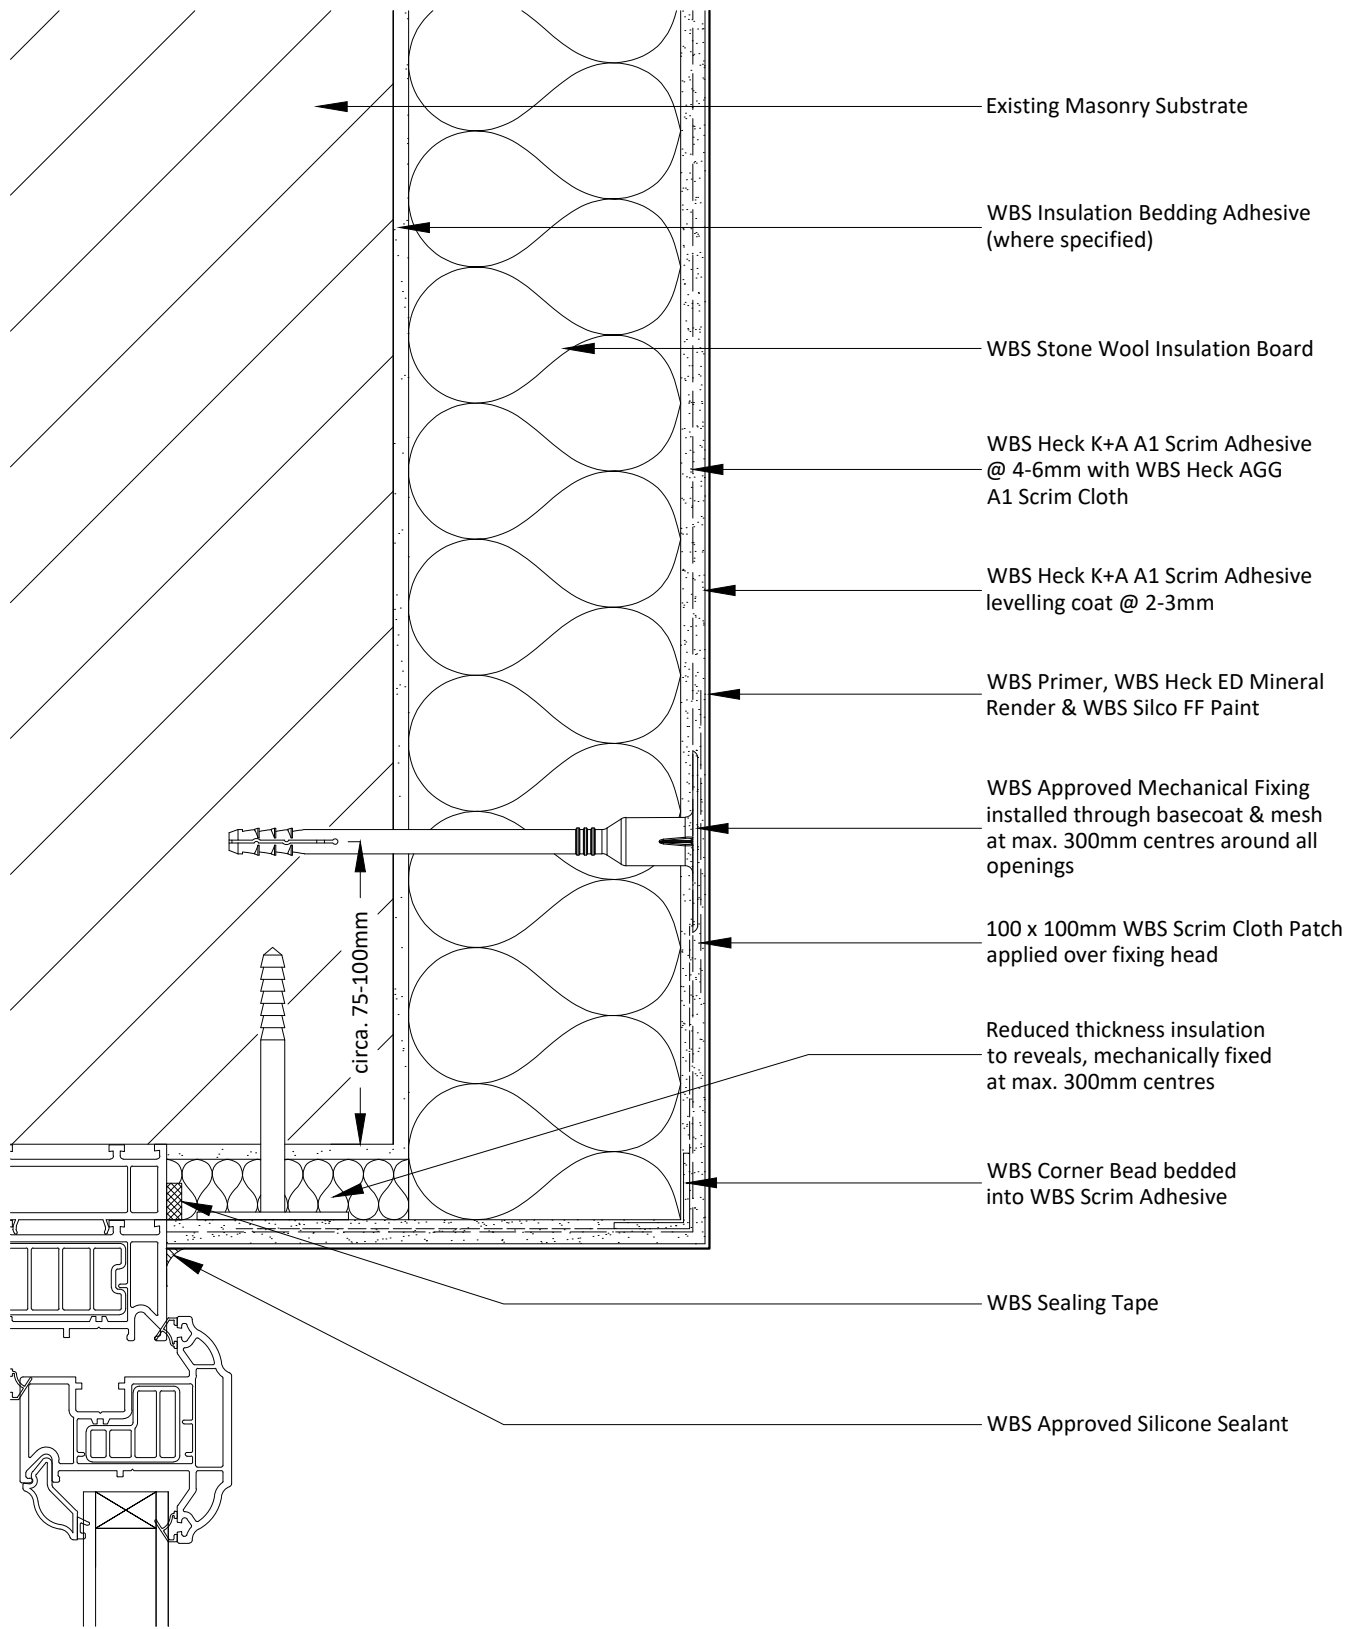 Existing Masonry Substrate
WBS Insulation Bedding Adhesive
(where specified)
WBS Stone Wool Insulation Board
WBS Heck K+A A1 Scrim Adhesive
@ 4-6mm with WBS Heck AGG
A1 Scrim Cloth
WBS Heck K+A A1 Scrim Adhesive
levelling coat @ 2-3mm
WBS Primer, WBS Heck ED Mineral
Render & WBS Silco FF Paint
WBS Approved Mechanical Fixing
installed through basecoat & mesh
at max. 300mm centres around all
openings
circa. 75-100mm
100 x 100mm WBS Scrim Cloth Patch
applied over fixing head
Reduced thickness insulation
to reveals, mechanically fixed
at max. 300mm centres
WBS Corner Bead bedded
into WBS Scrim Adhesive
WBS Sealing Tape
WBS Approved Silicone Sealant